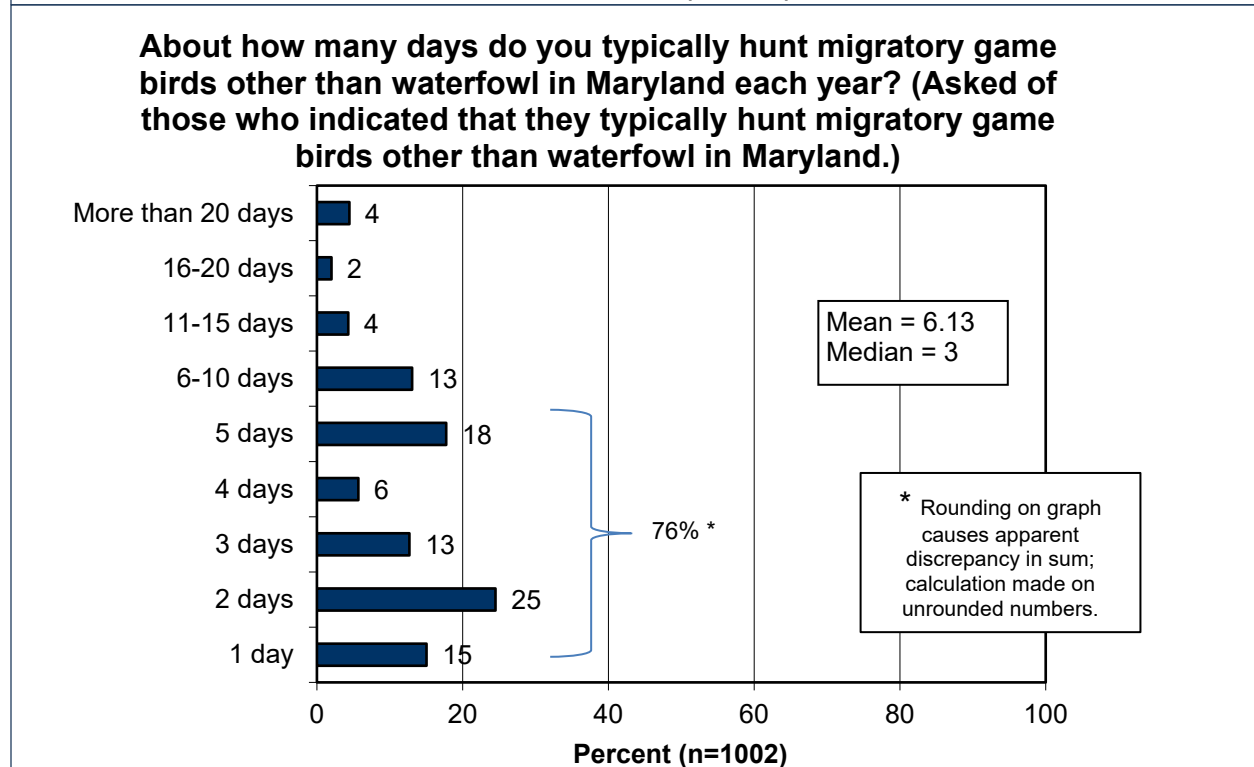 About how many days do you typically hunt migratory game
birds other than waterfowl in Maryland each year? (Asked of
those who indicated that they typically hunt migratory game
birds other than waterfowl in Maryland.)
More than 20 days 4
16-20 days 2
11-15 days 4
6-10 days 13
5 days 18
4 days 6
3 days 13
2 days 25
1 day 15
Mean = 6.13
Median = 3
76% *
* Rounding on graph
causes apparent
discrepancy in sum;
calculation made on
unrounded numbers.
0 20 40 60 80 100
Percent (n=1002)